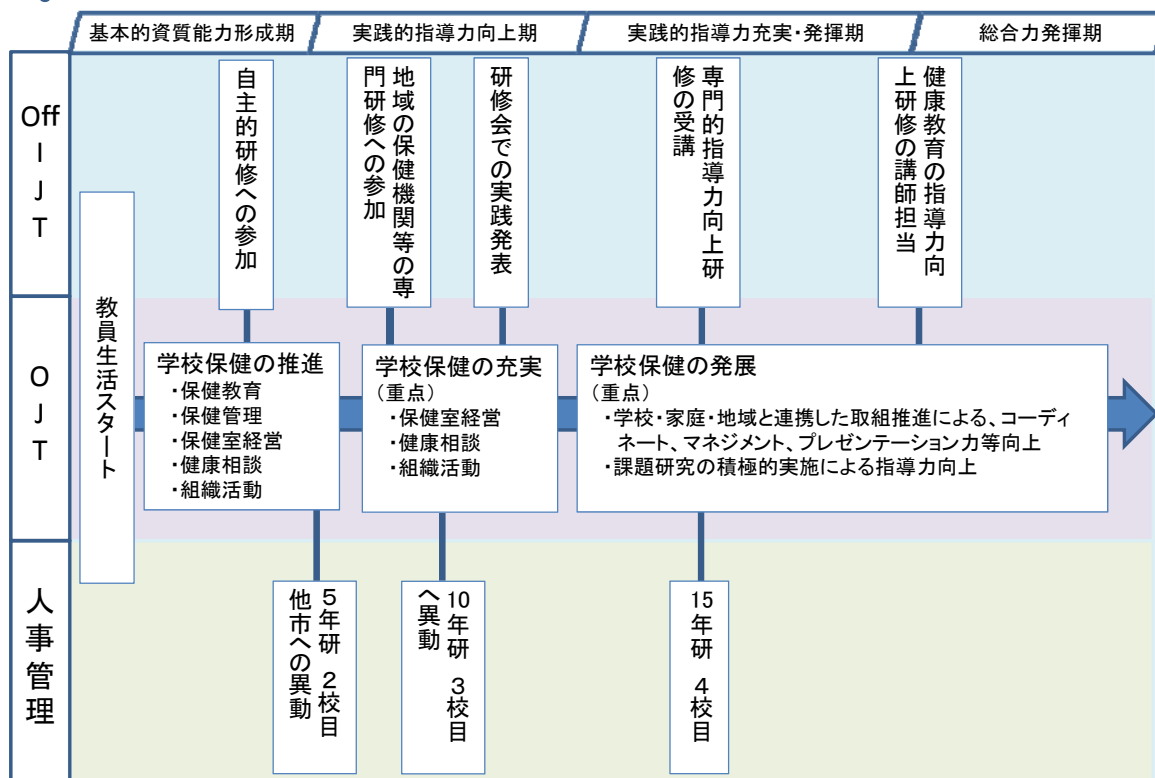 基本的資質能力形成期
実践的指導力向上期
実践的指導力充実・発揮期
総合力発揮期
Off
I
J
T
自主的研修への参加
地域の保健機関等の専
門研修への参加
研修会での実践発表
専門的指導力向上研
修の受講
健康教育の指導力向
上研修の講師担当
教員生活スタート
O
J
T
学校保健の推進
・保健教育
・保健管理
・保健室経営
・健康相談
・組織活動
学校保健の充実
（重点）
・保健室経営
・健康相談
・組織活動
学校保健の発展
（重点）
・学校・家庭・地域と連携した取組推進による、コーディ
ネート、マネジメント、プレゼンテーション力等向上
・課題研究の積極的実施による指導力向上
人事管理
5年研 2校目
他市への異動
10年研 3校目
へ異動
15年研 4校目